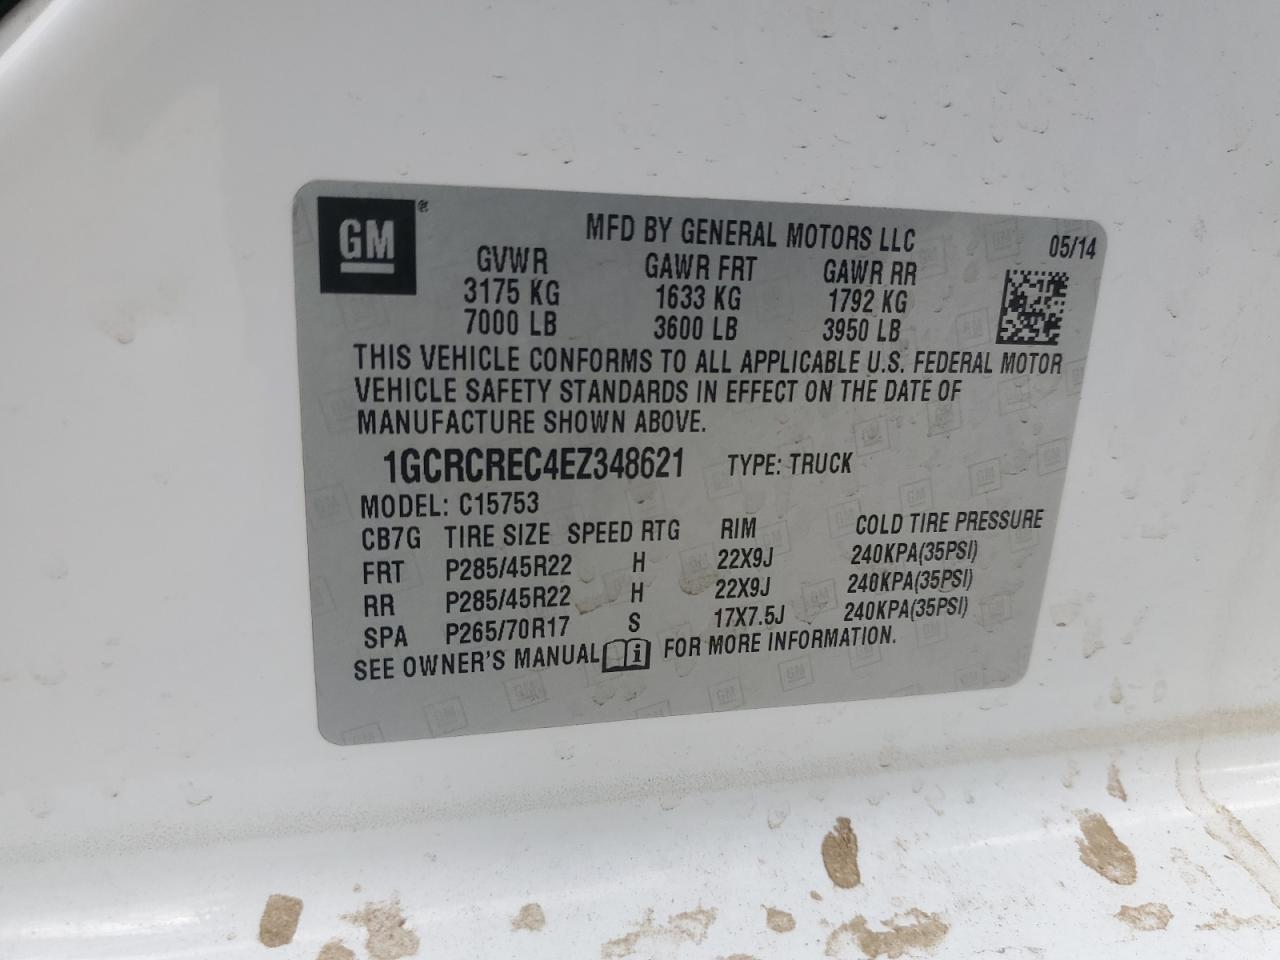 GM®
MFD BY GENERAL MOTORS LLC 05/14
GVWR GAWR FRT GAWR RR
3175 KG 1633 KG 1792 KG
7000 LB 3600 LB 3950 LB
THIS VEHICLE CONFORMS TO ALL APPLICABLE U.S. FEDERAL MOTOR
VEHICLE SAFETY STANDARDS IN EFFECT ON THE DATE OF
MANUFACTURE SHOWN ABOVE.
1GCRCREC4EZ348621 TYPE: TRUCK
MODEL: C15753
CB7G TIRE SIZE SPEED RTG RIM COLD TIRE PRESSURE
FRT P285/45R22 H 22X9J 240KPA(35PSI)
RR P285/45R22 H 22X9J 240KPA(35PSI)
SPA P265/70R17 S 17X7.5J 240KPA(35PSI)
SEE OWNER'S MANUAL FOR MORE INFORMATION.